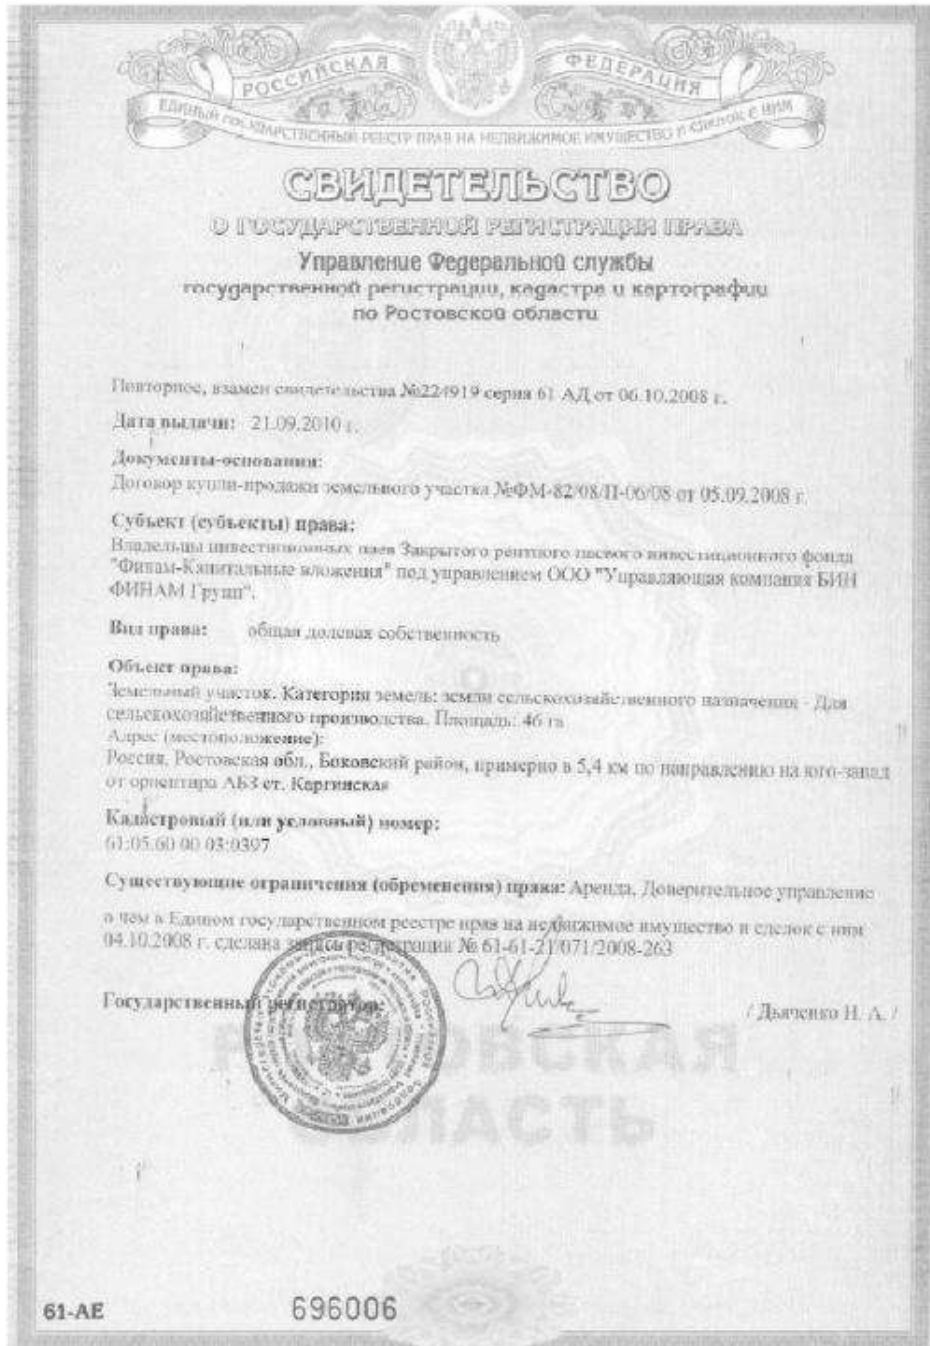 РОССИЙСКАЯ ФЕДЕРАЦИЯ
ЕДИНЫЙ ГОСУДАРСТВЕННЫЙ РЕЕСТР ПРАВ НА НЕДВИЖИМОЕ ИМУЩЕСТВО И СДЕЛОК С НИМ
СВИДЕТЕЛЬСТВО
О ГОСУДАРСТВЕННОЙ РЕГИСТРАЦИИ ПРАВА
Управление Федеральной службы
государственной регистрации, кадастра и картографии
по Ростовской области
Повторное, взамен свидетельства №224919 серия 61 АД от 06.10.2008 г.
Дата выдачи: 21.09.2010 г.
Документы-основания:
Договор купли-продажи земельного участка №ФМ-82/08/П-06/08 от 05.09.2008 г.
Субъект (субъекты) права:
Владельцы инвестиционных паев Закрытого рентного паевого инвестиционного фонда
"Финам-Капитальные вложения" под управлением ООО "Управляющая компания БИН
ФИНАМ Групп".
Вид права: общая долевая собственность
Объект права:
Земельный участок. Категория земель: земли сельскохозяйственного назначения - Для
сельскохозяйственного производства. Площадь: 46 га
Адрес (местоположение):
Россия, Ростовская обл., Боковский район, примерно в 5,4 км по направлению на юго-запад
от ориентира АБЗ ст. Каргинская
Кадастровый (или условный) номер:
61:05:60 00 03:0397
Существующие ограничения (обременения) права: Аренда, Доверительное управление
о чем в Едином государственном реестре прав на недвижимое имущество и сделок с ним
04.10.2008 г. сделана запись регистрации № 61-61-21/071/2008-263
Государственный регистратор:
/ Дьяченко Н. А. /
РОСТОВСКАЯ
ОБЛАСТЬ
61-АЕ 696006